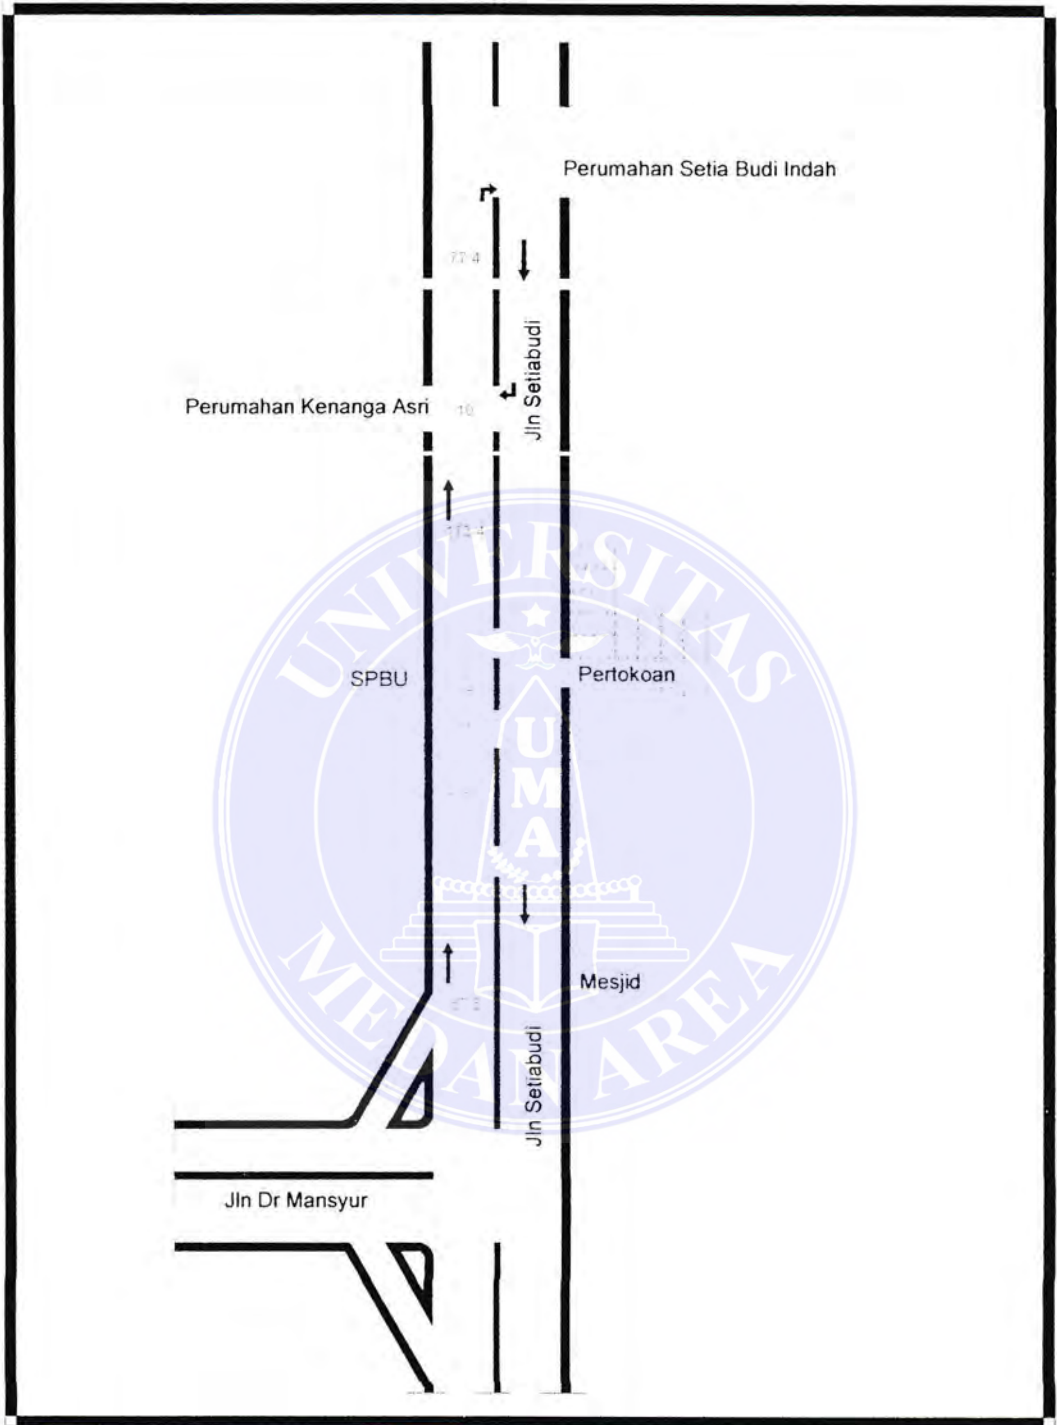 Perumahan Setia Budi Indah
Jln Setiabudi
Perumahan Kenanga Asri
SPBU
Pertokoan
Mesjid
Jln Setiabudi
Jln Dr Mansyur
UNIVERSITAS
UMA
MEDAN AREA